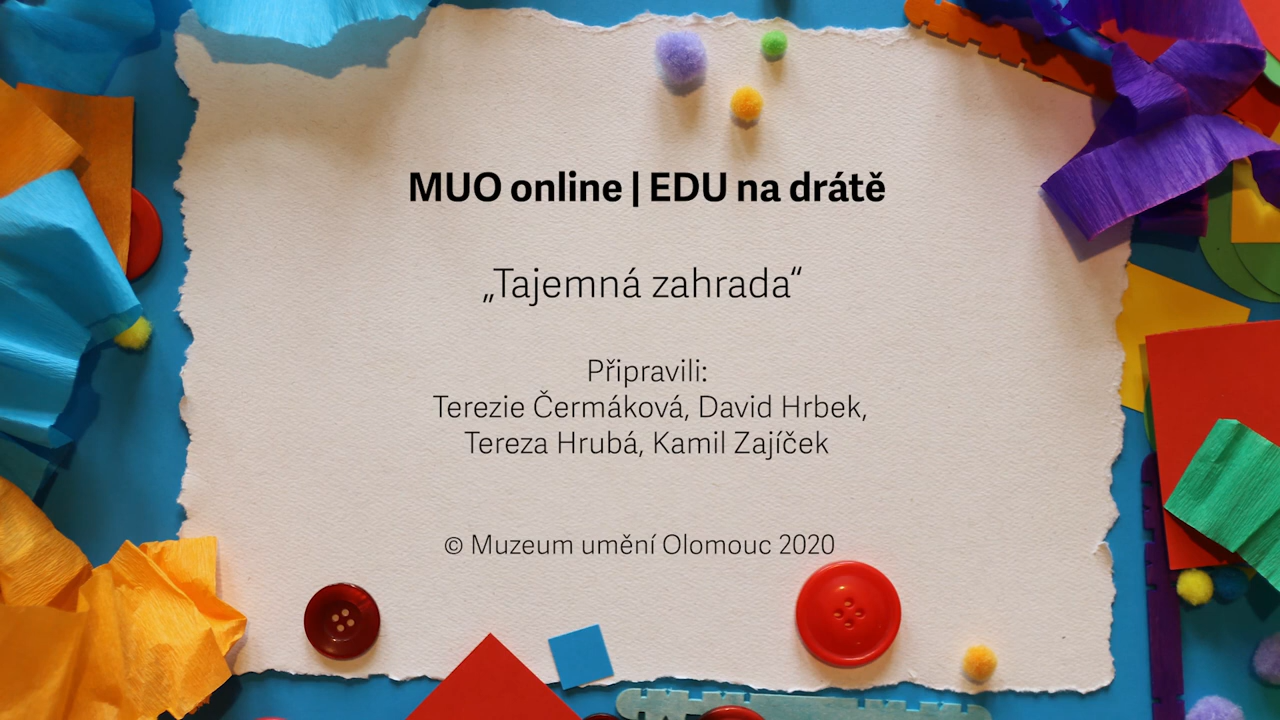 MUO online | EDU na drátě
„Tajemná zahrada“
Připravili:
Terezie Čermáková, David Hrbek,
Tereza Hrubá, Kamil Zajíček
© Muzeum umění Olomouc 2020